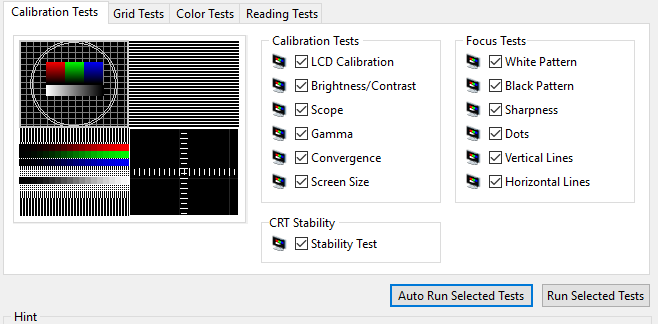 Calibration Tests
Grid Tests
Color Tests
Reading Tests
Calibration Tests
LCD Calibration
Brightness/Contrast
Scope
Gamma
Convergence
Screen Size
Focus Tests
White Pattern
Black Pattern
Sharpness
Dots
Vertical Lines
Horizontal Lines
CRT Stability
Stability Test
Auto Run Selected Tests
Run Selected Tests
Hint